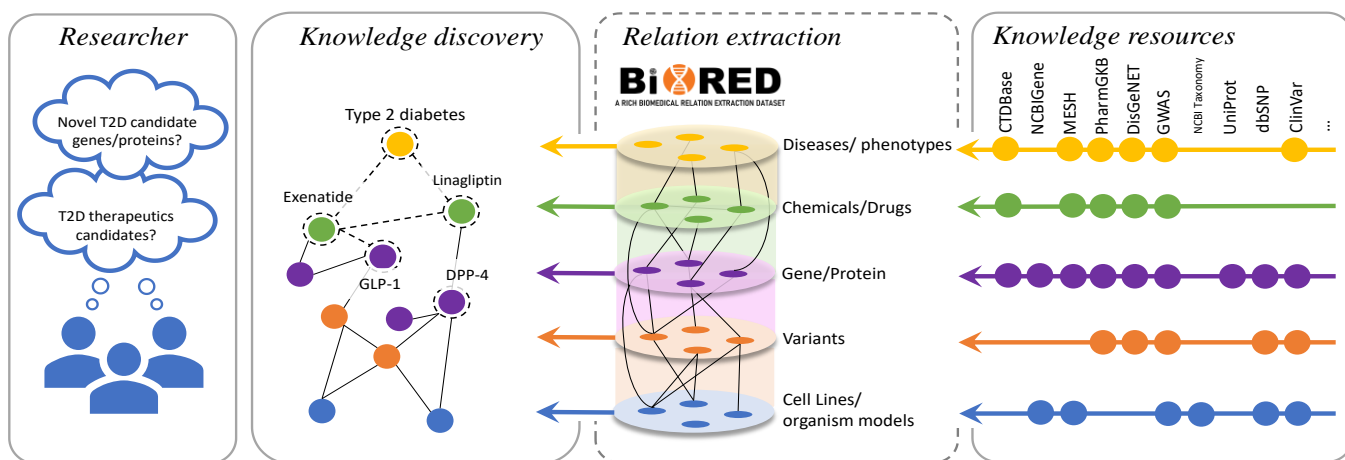 Researcher
Novel T2D candidate
genes/proteins?
T2D therapeutics
candidates?
Knowledge discovery
Type 2 diabetes
Exenatide
Linagliptin
GLP-1
DPP-4
Relation extraction
BiORED
A RICH BIOMEDICAL RELATION EXTRACTION DATASET
Diseases/ phenotypes
Chemicals/Drugs
Gene/Protein
Variants
Cell Lines/
organism models
Knowledge resources
CTDBase
NCBIGene
MESH
PharmGKB
DisGeNET
GWAS
NCBI Taxonomy
UniProt
dbSNP
ClinVar
...